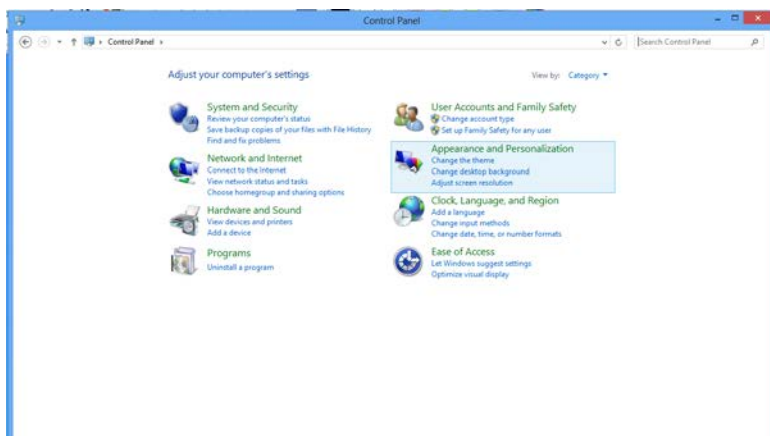 Control Panel
Control Panel
Search Control Panel
Adjust your computer's settings
View by: Category
System and Security
Review your computer's status
Save backup copies of your files with File History
Find and fix problems
Network and Internet
Connect to the Internet
View network status and tasks
Choose homegroup and sharing options
Hardware and Sound
View devices and printers
Add a device
Programs
Uninstall a program
User Accounts and Family Safety
Change account type
Set up Family Safety for any user
Appearance and Personalization
Change the theme
Change desktop background
Adjust screen resolution
Clock, Language, and Region
Add a language
Change input methods
Change date, time, or number formats
Ease of Access
Let Windows suggest settings
Optimize visual display